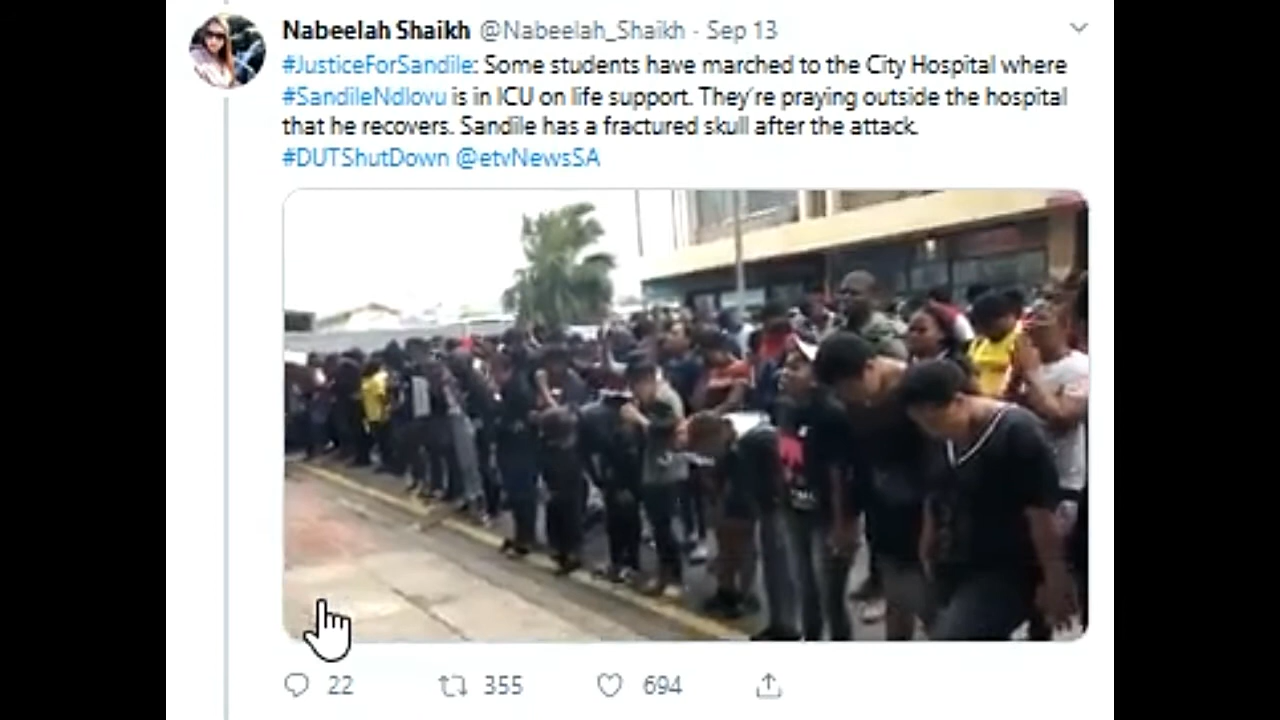 Nabeelah Shaikh @Nabeelah_Shaikh · Sep 13
#JusticeForSandile: Some students have marched to the City Hospital where
#SandileNdlovu is in ICU on life support. They're praying outside the hospital
that he recovers. Sandile has a fractured skull after the attack.
#DUTShutDown @etvNewsSA
22 355 694